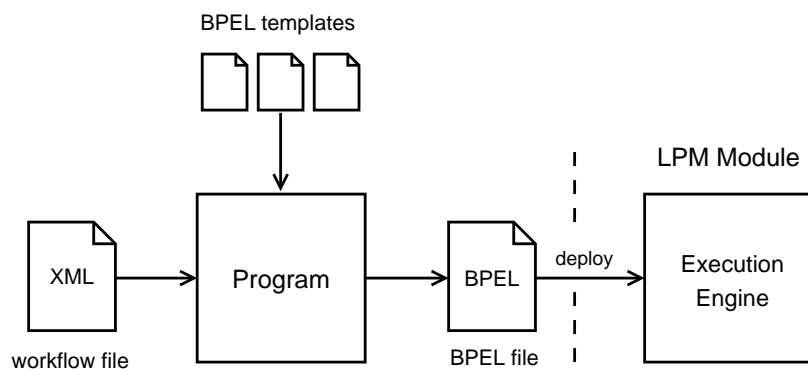 BPEL templates
LPM Module
XML
Program
BPEL
deploy
Execution
Engine
workflow file
BPEL file